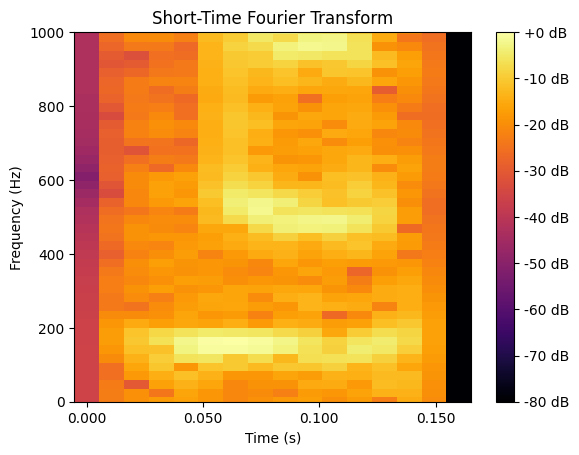 Short-Time Fourier Transform
Frequency (Hz)
1000
800
600
400
200
0
0.000
0.050
0.100
0.150
Time (s)
+0 dB
-10 dB
-20 dB
-30 dB
-40 dB
-50 dB
-60 dB
-70 dB
-80 dB